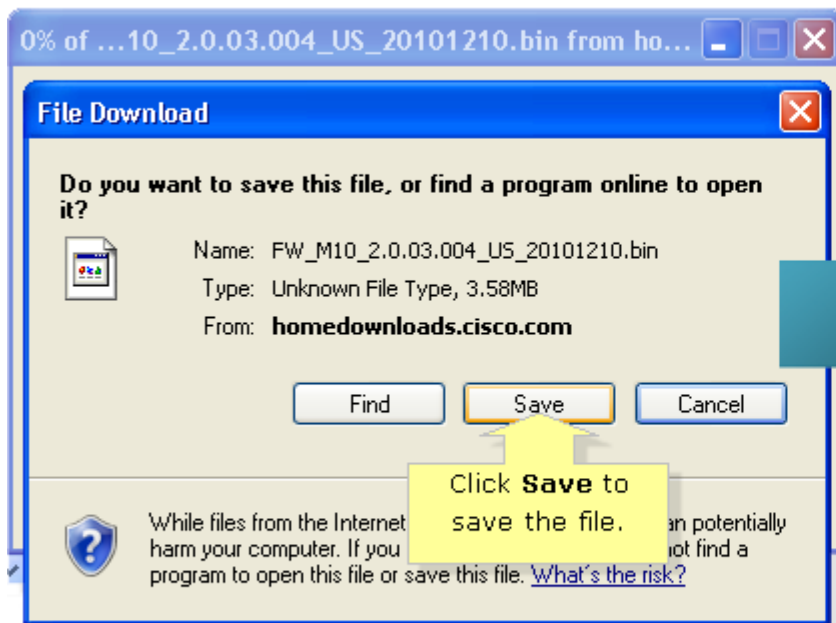 0% of ...10_2.0.03.004_US_20101210.bin from ho...
File Download
Do you want to save this file, or find a program online to open
it?
Name: FW_M10_2.0.03.004_US_20101210.bin
Type: Unknown File Type, 3.58MB
From: homedownloads.cisco.com
Find
Save
Cancel
Click Save to
save the file.
While files from the Internet an potentially
harm your computer. If you not find a
program to open this file or save this file. What's the risk?